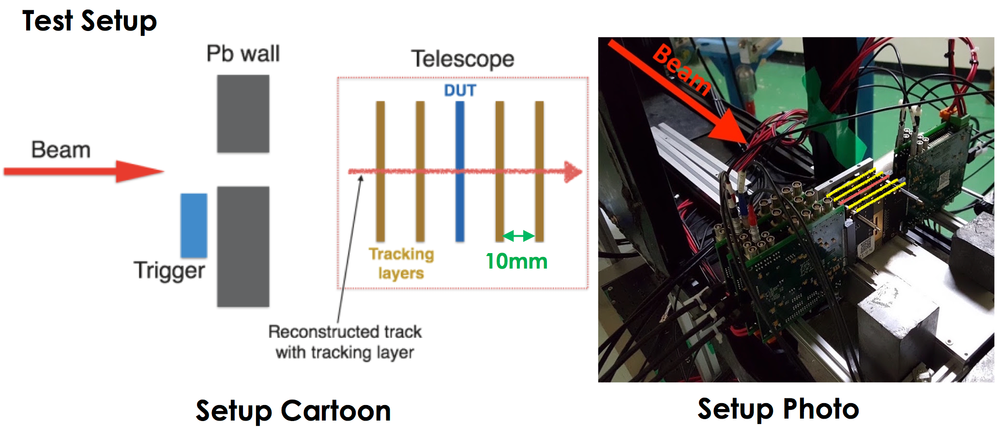 Test Setup
Pb wall
Telescope
DUT
Beam
Trigger
Tracking
layers
10mm
Reconstructed track
with tracking layer
Beam
Setup Cartoon
Setup Photo